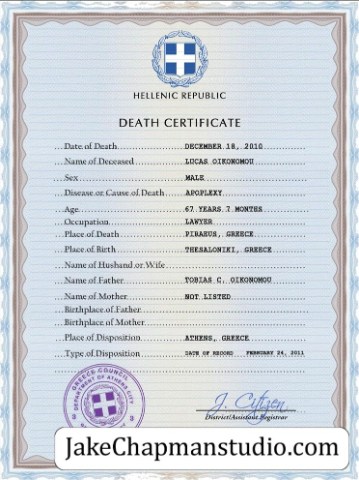 HELLENIC REPUBLIC
DEATH CERTIFICATE
Date of Death DECEMBER 18, 2010
Name of Deceased LUCAS OIKONOMOU
Sex MALE
Disease or Cause of Death APOPLEXY
Age 67 YEARS 7 MONTHS
Occupation LAWYER
Place of Death PIRAEUS, GREECE
Place of Birth THESSALONIKI, GREECE
Name of Husband or Wife
Name of Father TOBIAS C. OIKONOMOU
Name of Mother NOT LISTED
Birthplace of Father
Birthplace of Mother
Place of Disposition ATHENS, GREECE
Type of Disposition DATE OF RECORD FEBRUARY 24, 2011
GREECE COUNCIL
DEPARTMENT OF ATHENS CITY
3 3
J. Citizen
District/Assistant Registrar
JakeChapmanstudio.com